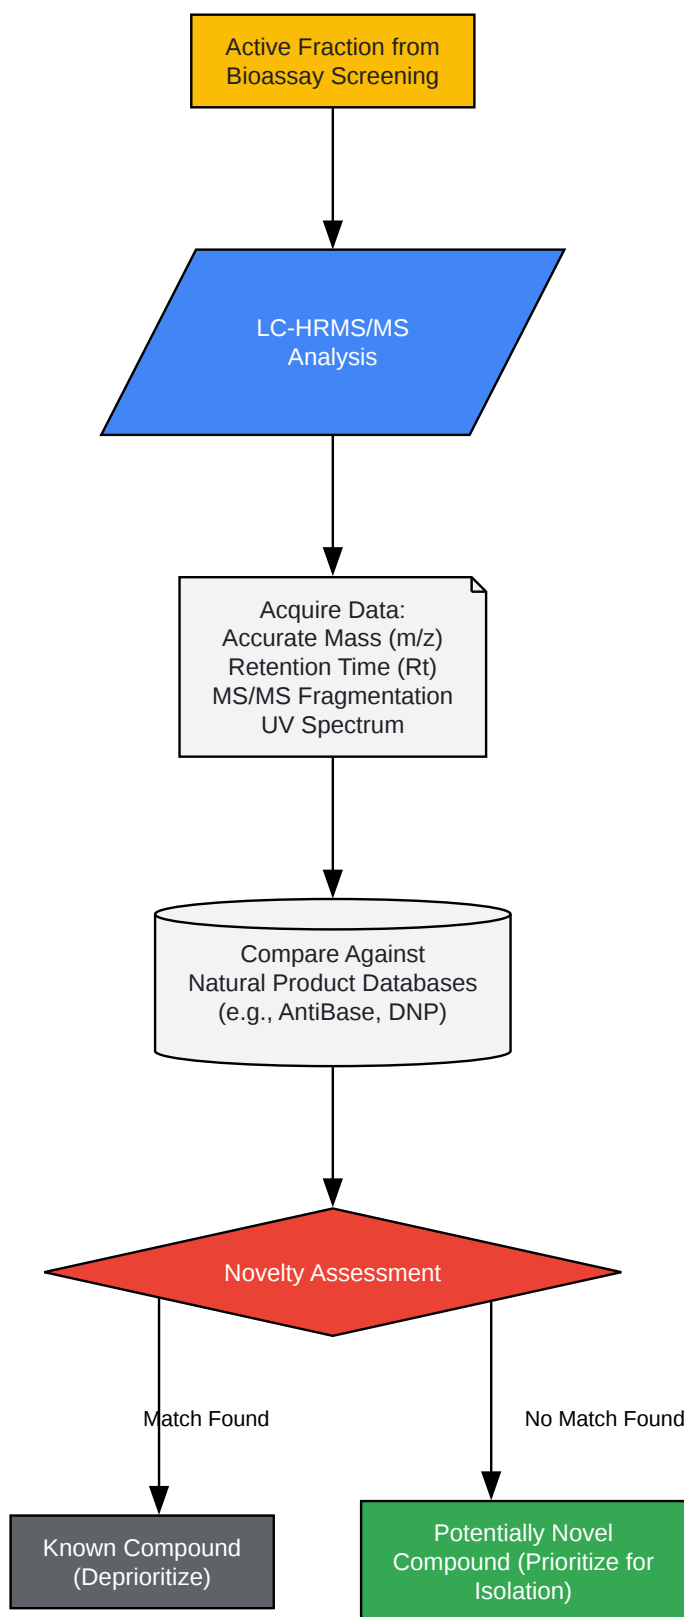 Active Fraction from
Bioassay Screening
LC-HRMS/MS
Analysis
Acquire Data:
Accurate Mass (m/z)
Retention Time (Rt)
MS/MS Fragmentation
UV Spectrum
Compare Against
Natural Product Databases
(e.g., AntiBase, DNP)
Novelty Assessment
Match Found
No Match Found
Known Compound
(Deprioritize)
Potentially Novel
Compound (Prioritize for
Isolation)